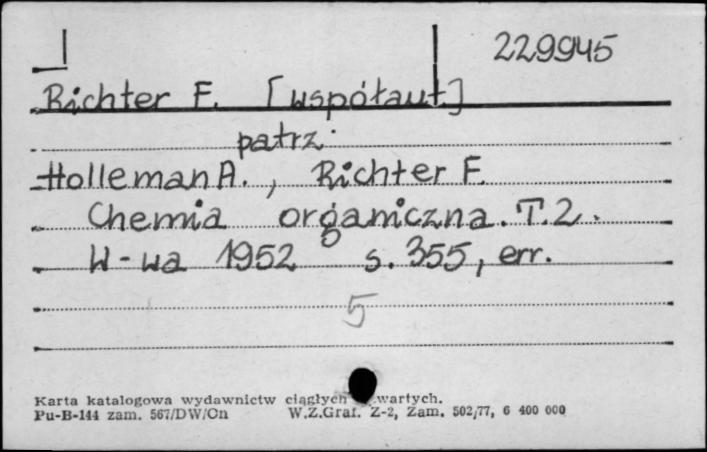 229945
Richter F. [współaut]
patrz:
Holleman A., Richter F.
Chemia organiczna. T.2.
W-wa 1952 s. 355, err.
5
Karta katalogowa wydawnictw ciągłych zwartych.
Pu-B-144 zam. 567/DW/On W.Z.Graf. Z-2, Zam. 502/77, 6 400 000